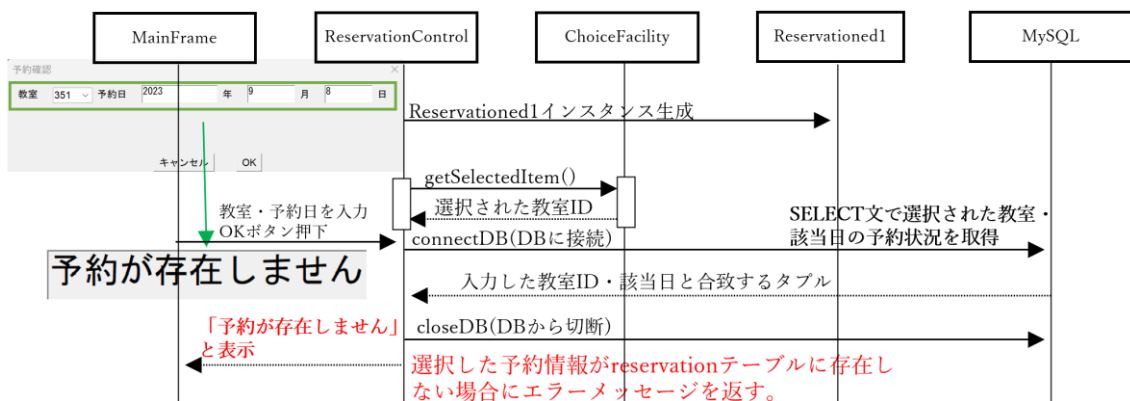 MainFrame
ReservationControl
ChoiceFacility
Reservationed1
MySQL
予約確認
教室 351 予約日 2023 年 9 月 8 日
キャンセル OK
Reservationed1インスタンス生成
getSelectedItem()
選択された教室ID
教室・予約日を入力
OKボタン押下
connectDB(DBに接続)
SELECT文で選択された教室・
該当日の予約状況を取得
予約が存在しません
入力した教室ID・該当日と合致するタプル
「予約が存在しません」
と表示
closeDB(DBから切断)
選択した予約情報がreservationテーブルに存在し
ない場合にエラーメッセージを返す。